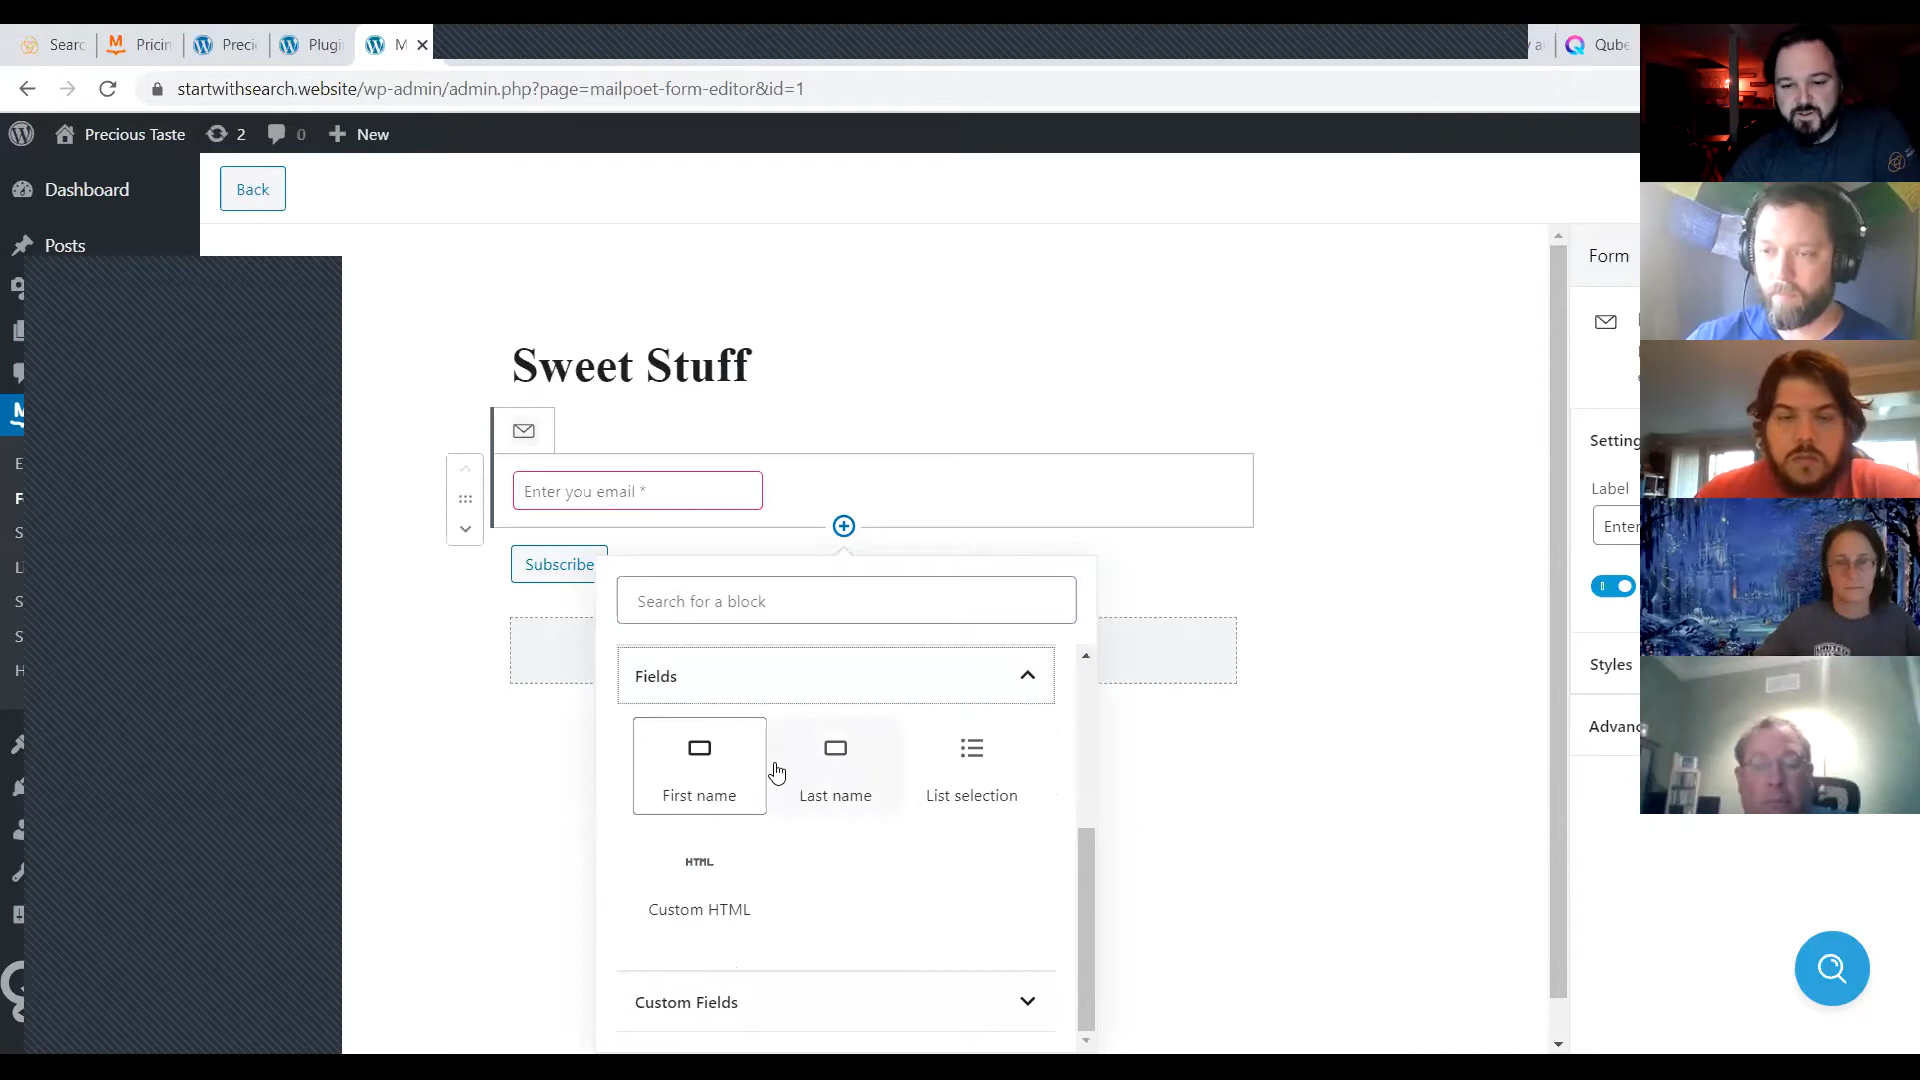 Searc
Pricin
Preci
Plugi
M
Qube
startwithsearch.website/wp-admin/admin.php?page=mailpoet-form-editor&id=1
Precious Taste
2
0
New
Dashboard
Back
Posts
Form
Sweet Stuff
Settin
Enter you email *
Label
Enter
Subscribe
Search for a block
Styles
Fields
Advanc
First name
Last name
List selection
HTML
Custom HTML
Custom Fields
E
F
S
L
S
S
H